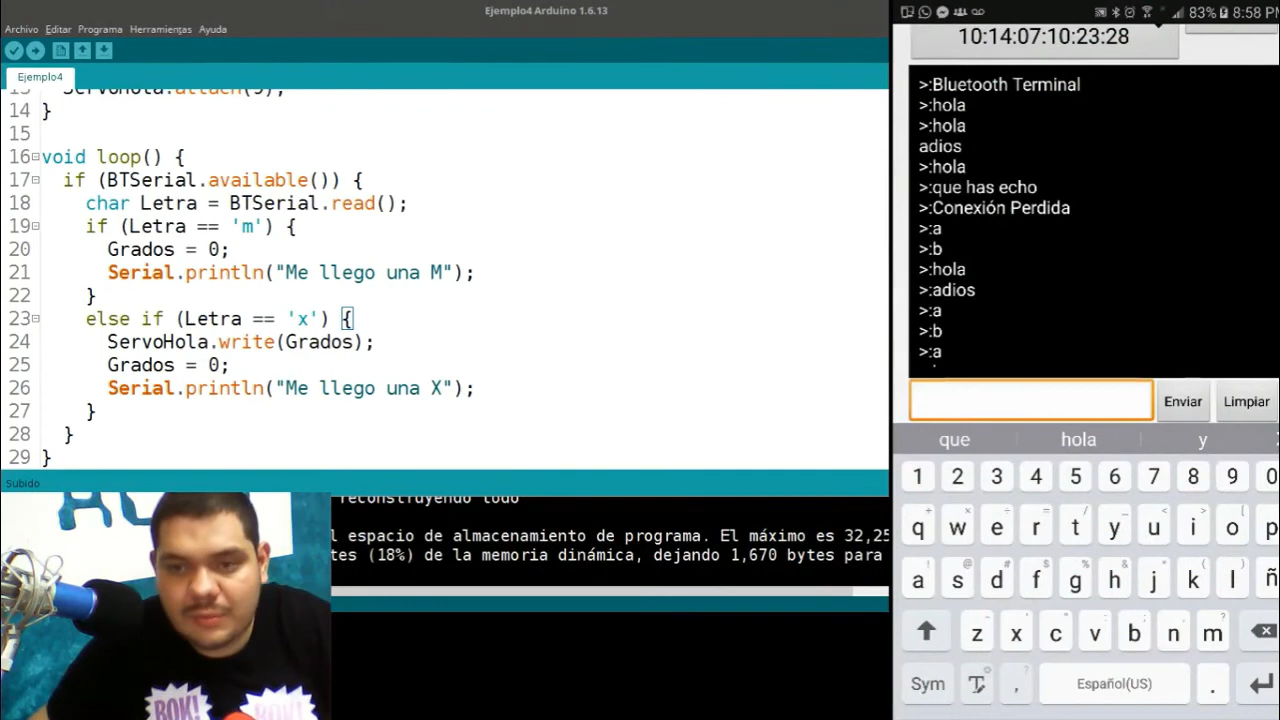 Ejemplo4 Arduino 1.6.13
Archivo Editar Programa Herramientas Ayuda
Ejemplo4
13 ServoHola.attach(9);
14 }
15
16 void loop() {
17 if (BTSerial.available()) {
18 char Letra = BTSerial.read();
19 if (Letra == 'm') {
20 Grados = 0;
21 Serial.println("Me llego una M");
22 }
23 else if (Letra == 'x') {
24 ServoHola.write(Grados);
25 Grados = 0;
26 Serial.println("Me llego una X");
27 }
28 }
29 }
Subido
reconstruyendo todo
l espacio de almacenamiento de programa. El máximo es 32,25
tes (18%) de la memoria dinámica, dejando 1,670 bytes para
BOK!
83% 8:58 PM
10:14:07:10:23:28
>:Bluetooth Terminal
>:hola
>:hola
adios
>:hola
>:que has echo
>:Conexión Perdida
>:a
>:b
>:hola
>:adios
>:a
>:b
>:a
Enviar Limpiar
que hola y
1 2 3 4 5 6 7 8 9 0
q w e r t y u i o p
a s d f g h j k l ñ
z x c v b n m
Sym , Español(US) .